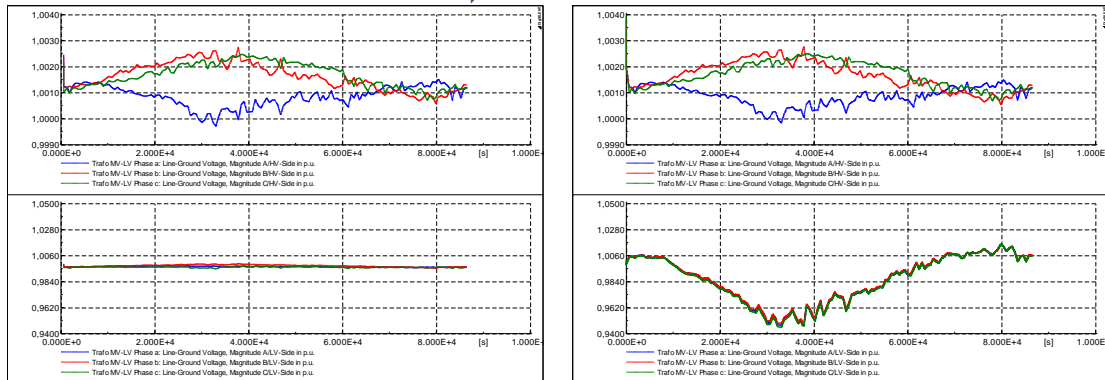 1,0040
1,0030
1,0020
1,0010
1,0000
0,9990
0.000E+0 2.000E+4 4.000E+4 6.000E+4 8.000E+4 [s] 1.000E+
Trafo MV-LV Phase a: Line-Ground Voltage, Magnitude A/HV-Side in p.u.
Trafo MV-LV Phase b: Line-Ground Voltage, Magnitude B/HV-Side in p.u.
Trafo MV-LV Phase c: Line-Ground Voltage, Magnitude C/HV-Side in p.u.
1,0500
1,0280
1,0060
0,9840
0,9620
0,9400
0.000E+0 2.000E+4 4.000E+4 6.000E+4 8.000E+4 [s] 1.000E+
Trafo MV-LV Phase a: Line-Ground Voltage, Magnitude A/LV-Side in p.u.
Trafo MV-LV Phase b: Line-Ground Voltage, Magnitude B/LV-Side in p.u.
Trafo MV-LV Phase c: Line-Ground Voltage, Magnitude C/LV-Side in p.u.
1,0040
1,0030
1,0020
1,0010
1,0000
0,9990
0.000E+0 2.000E+4 4.000E+4 6.000E+4 8.000E+4 [s] 1.000E
Trafo MV-LV Phase a: Line-Ground Voltage, Magnitude A/HV-Side in p.u.
Trafo MV-LV Phase b: Line-Ground Voltage, Magnitude B/HV-Side in p.u.
Trafo MV-LV Phase c: Line-Ground Voltage, Magnitude C/HV-Side in p.u.
1,0500
1,0280
1,0060
0,9840
0,9620
0,9400
0.000E+0 2.000E+4 4.000E+4 6.000E+4 8.000E+4 [s] 1.000E
Trafo MV-LV Phase a: Line-Ground Voltage, Magnitude A/LV-Side in p.u.
Trafo MV-LV Phase b: Line-Ground Voltage, Magnitude B/LV-Side in p.u.
Trafo MV-LV Phase c: Line-Ground Voltage, Magnitude C/LV-Side in p.u.